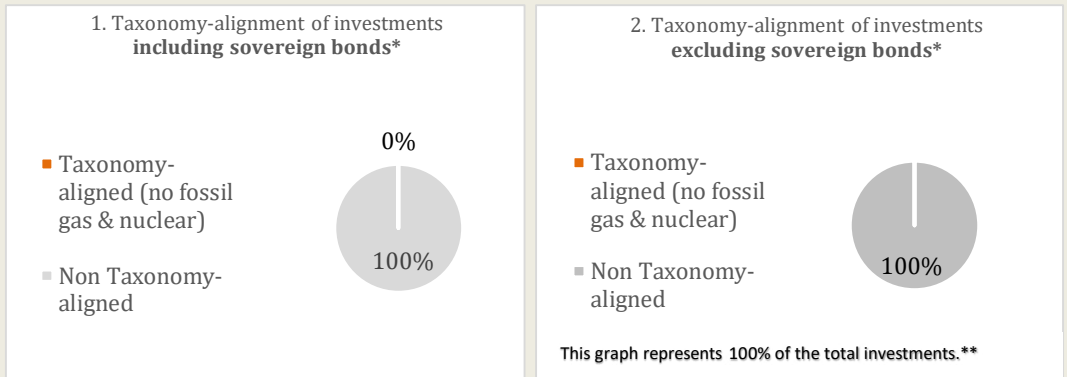 1. Taxonomy-alignment of investments
including sovereign bonds*
Taxonomy-
aligned (no fossil
gas & nuclear)
Non Taxonomy-
aligned
0%
100%
2. Taxonomy-alignment of investments
excluding sovereign bonds*
Taxonomy-
aligned (no fossil
gas & nuclear)
Non Taxonomy-
aligned
100%
This graph represents 100% of the total investments.**